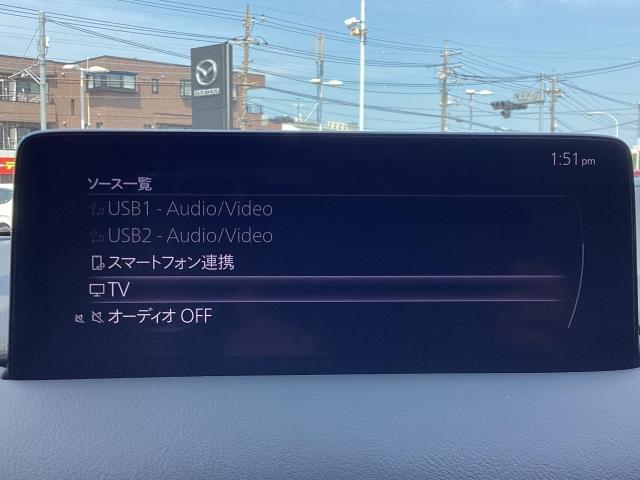 1:51 pm
ソース一覧
USB1 - Audio/Video
USB2 - Audio/Video
スマートフォン連携
TV
オーディオ OFF